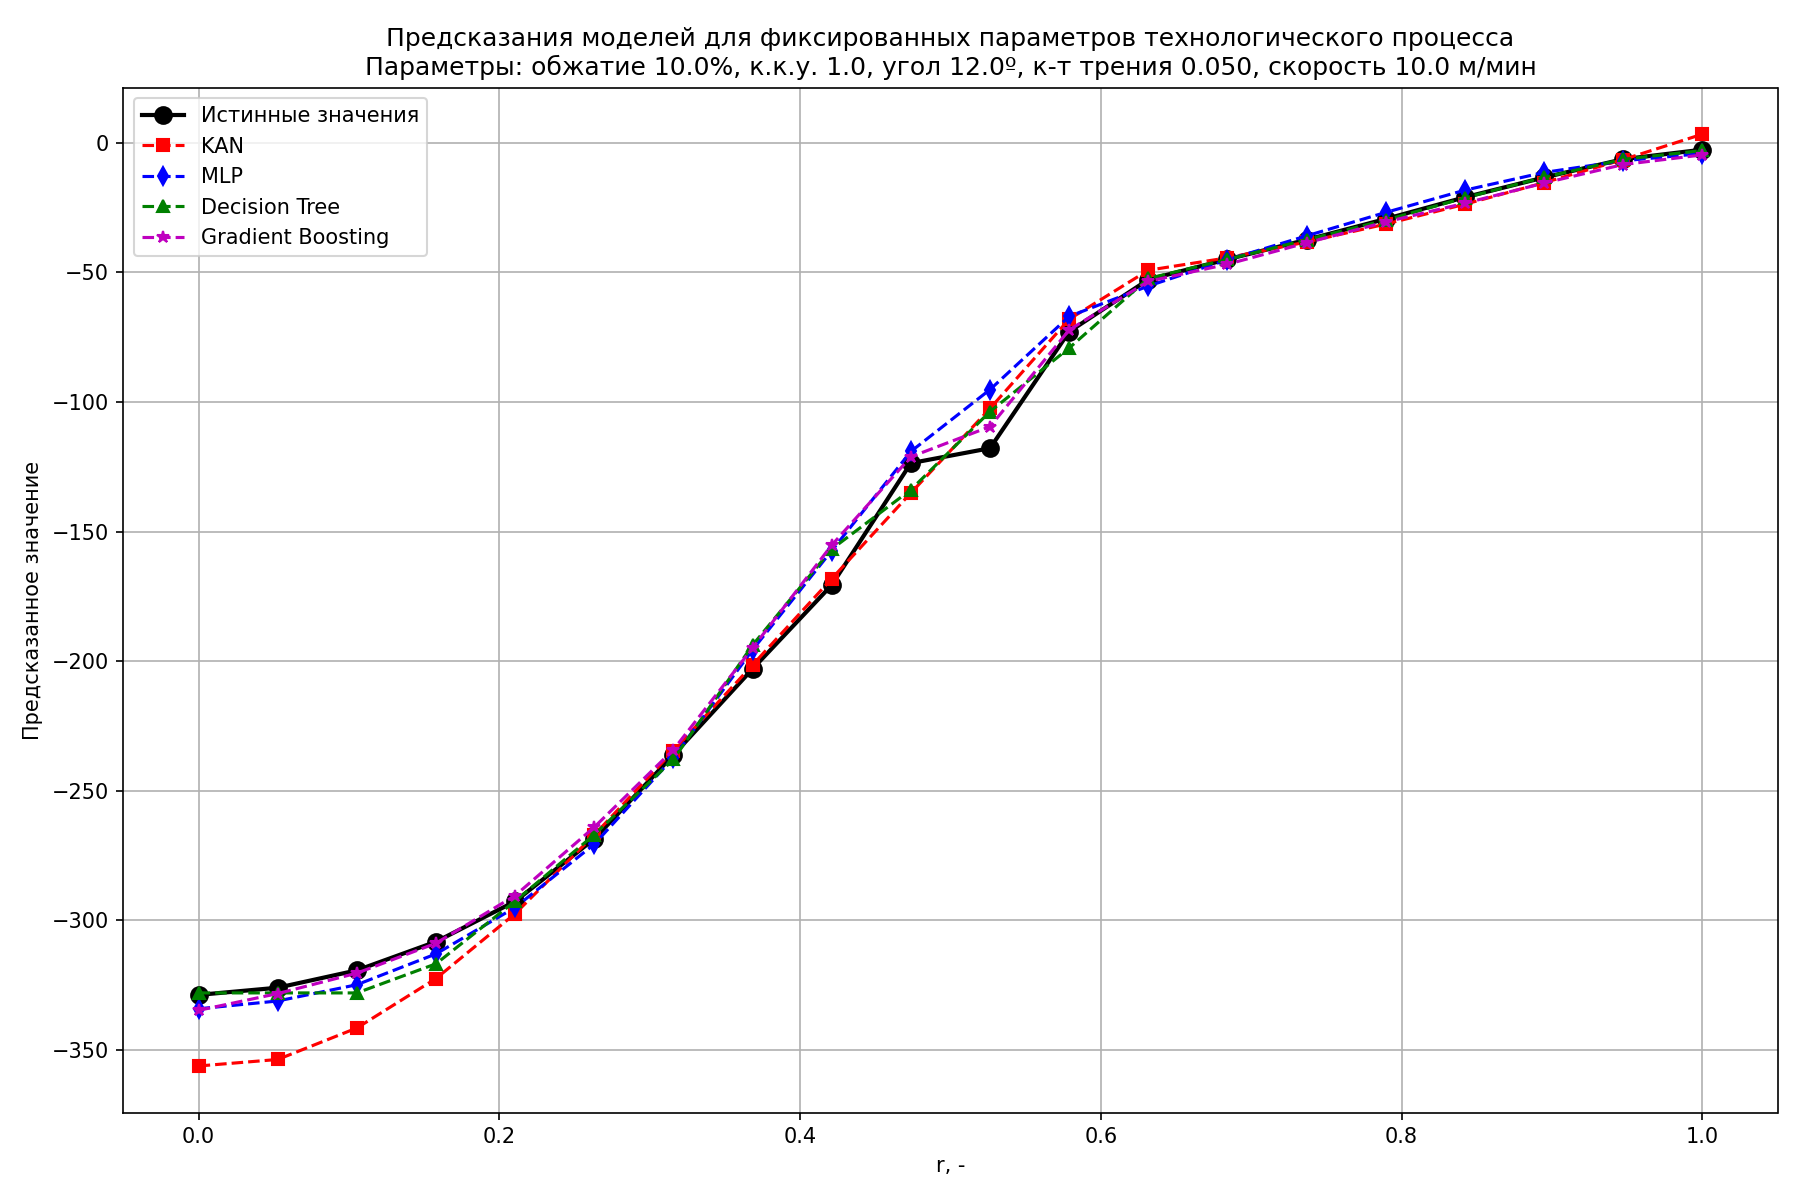 Предсказания моделей для фиксированных параметров технологического процесса
Параметры: обжатие 10.0%, к.к.у. 1.0, угол 12.0º, к-т трения 0.050, скорость 10.0 м/мин
Истинные значения
KAN
MLP
Decision Tree
Gradient Boosting
Предсказанное значение
0
−50
−100
−150
−200
−250
−300
−350
0.0 0.2 0.4 0.6 0.8 1.0
r, -